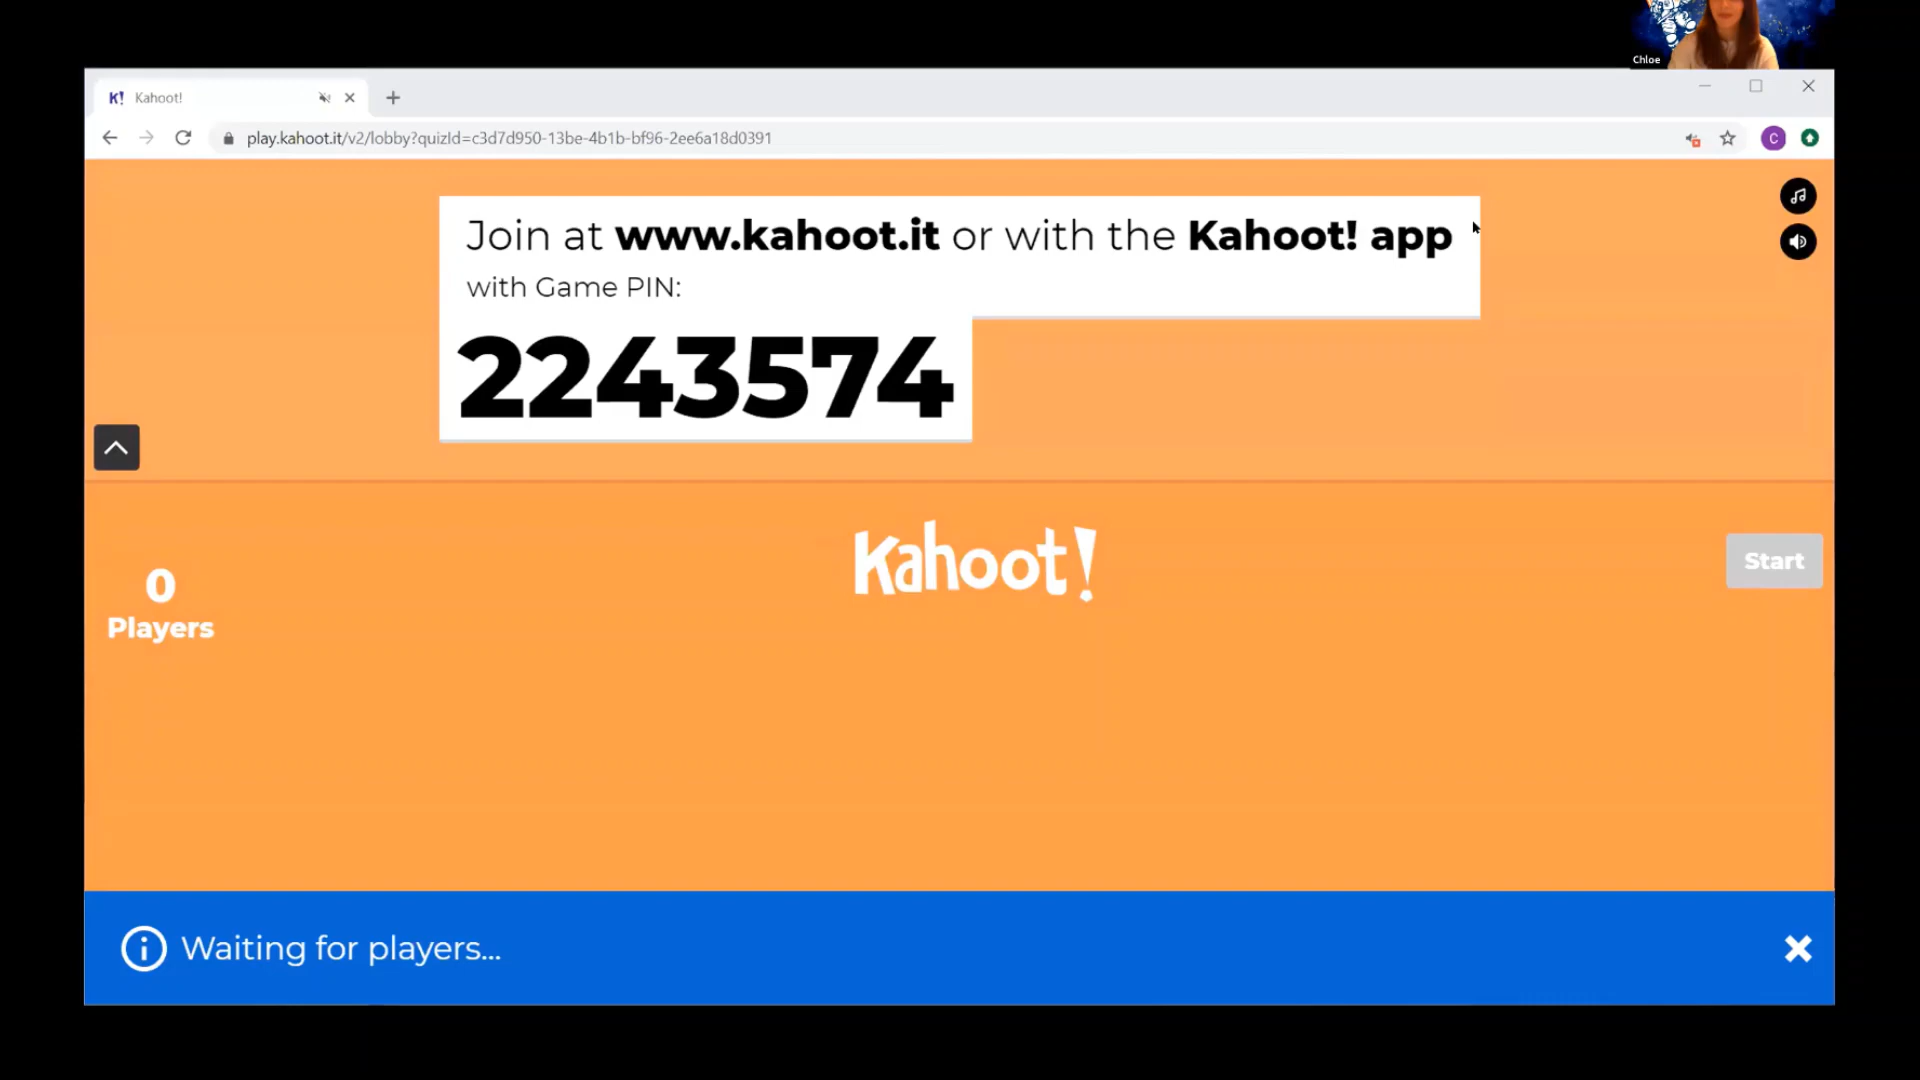 Chloe
K! Kahoot!
play.kahoot.it/v2/lobby?quizId=c3d7d950-13be-4b1b-bf96-2ee6a18d0391
C
Join at www.kahoot.it or with the Kahoot! app
with Game PIN:
2243574
Kahoot!
Start
0
Players
Waiting for players...